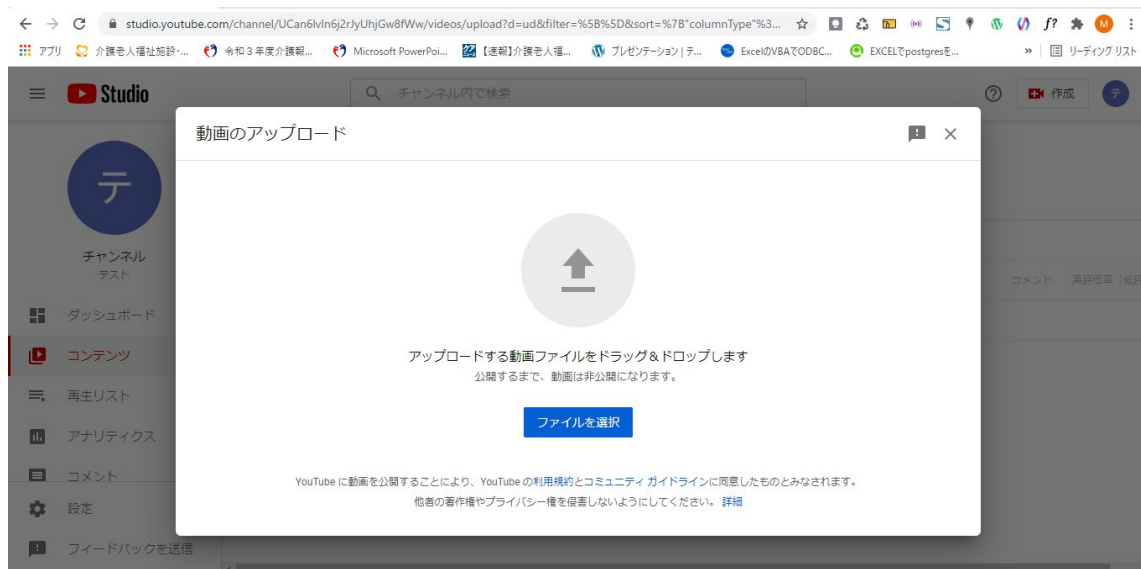 studio.youtube.com/channel/UCan6lvln6j2rJyUhjGw8fWw/videos/upload?d=ud&filter=%5B%5D&sort=%7B"columnType"%3...
アプリ 介護老人福祉施設・... 令和３年度介護報... Microsoft PowerPoi... 【速報】介護老人福... プレゼンテーション | テ... ExcelのVBAでODBC... EXCELでpostgresを... » リーディング リスト
Studio
チャンネル内で検索
作成
テ
動画のアップロード
テ
チャンネル
テスト
ダッシュボード
コンテンツ
再生リスト
アナリティクス
コメント
設定
フィードバックを送信
コメント 高評価率（低評
アップロードする動画ファイルをドラッグ＆ドロップします
公開するまで、動画は非公開になります。
ファイルを選択
YouTube に動画を公開することにより、YouTube の利用規約とコミュニティ ガイドラインに同意したものとみなされます。
他者の著作権やプライバシー権を侵害しないようにしてください。 詳細